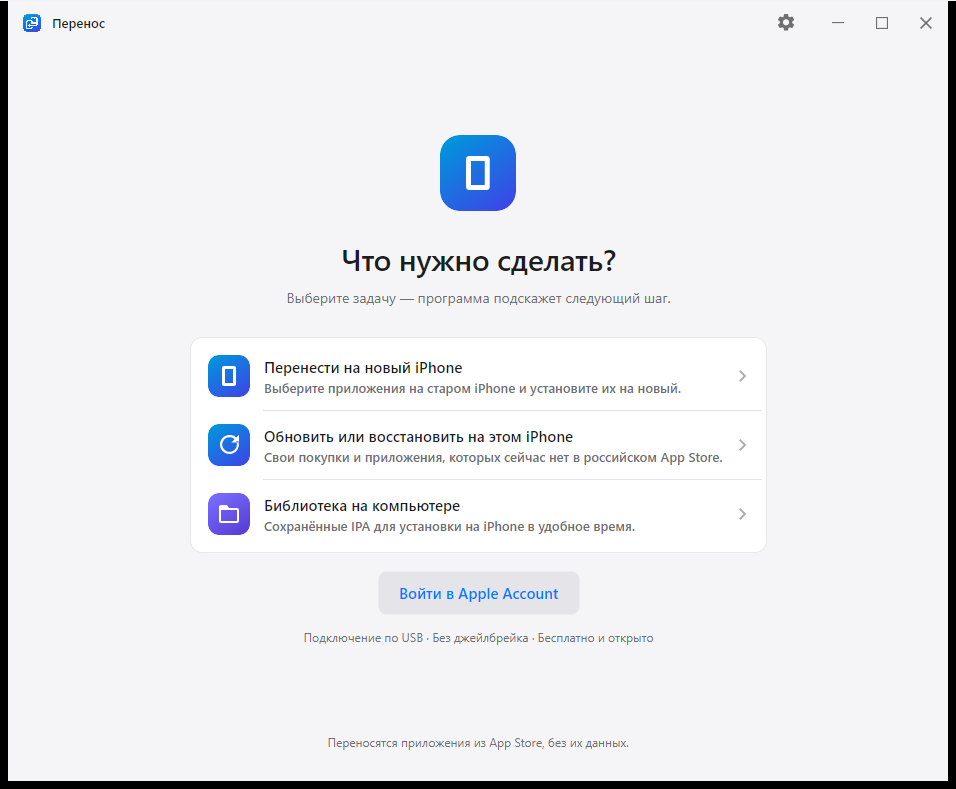 Перенос
Что нужно сделать?
Выберите задачу — программа подскажет следующий шаг.
Перенести на новый iPhone
Выберите приложения на старом iPhone и установите их на новый.
Обновить или восстановить на этом iPhone
Свои покупки и приложения, которых сейчас нет в российском App Store.
Библиотека на компьютере
Сохранённые IPA для установки на iPhone в удобное время.
Войти в Apple Account
Подключение по USB · Без джейлбрейка · Бесплатно и открыто
Переносятся приложения из App Store, без их данных.